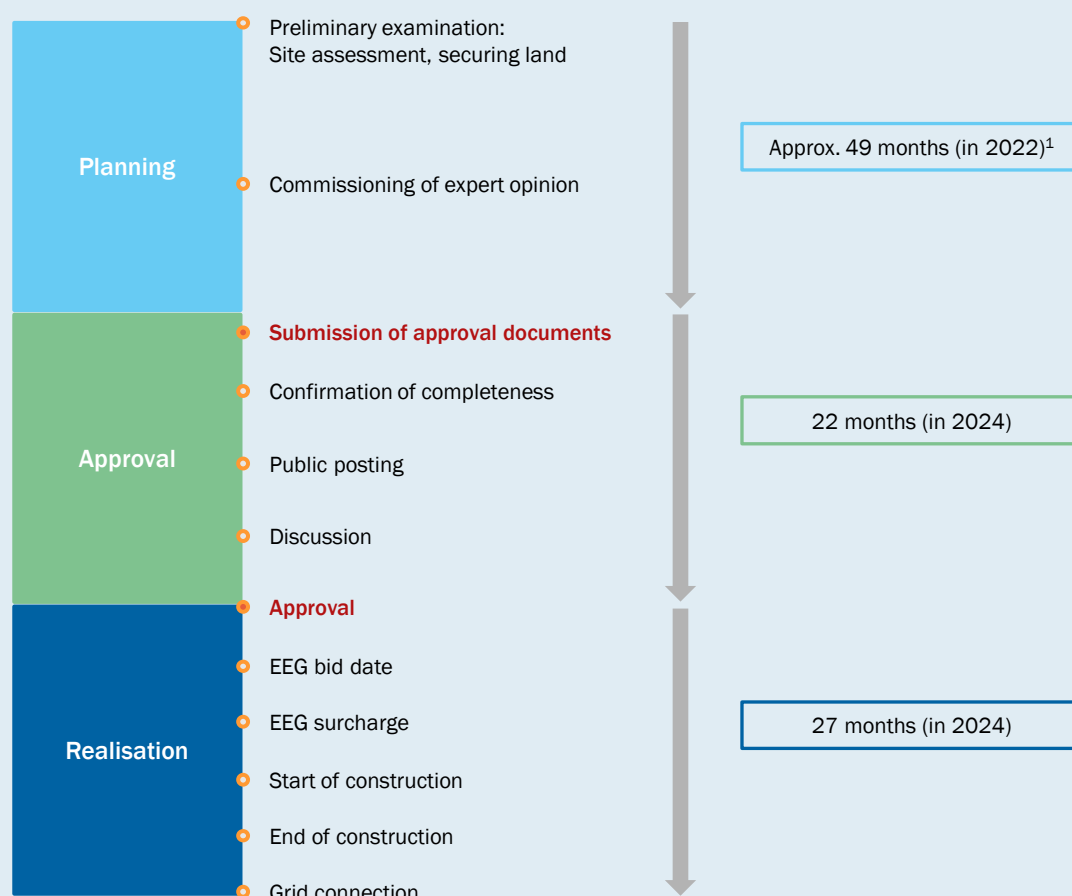 Preliminary examination:
Site assessment, securing land
Planning
Approx. 49 months (in 2022)¹
Commissioning of expert opinion
Submission of approval documents
Confirmation of completeness
22 months (in 2024)
Approval
Public posting
Discussion
Approval
EEG bid date
EEG surcharge
27 months (in 2024)
Realisation
Start of construction
End of construction
Grid connection